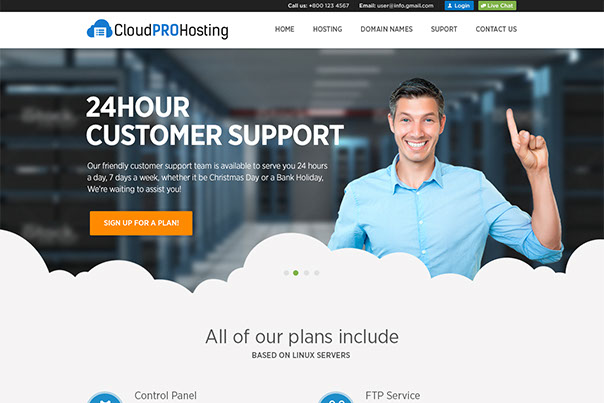 Call us: +800 123 4567 Email: user@info.gmail.com Login Live Chat
CloudPROHosting HOME HOSTING DOMAIN NAMES SUPORT CONTACT US
24HOUR
CUSTOMER SUPPORT
Our friendly customer support team is available to serve you 24 hours
a day, 7 days a week, whether it be Christmas Day or a Bank Holiday,
We're waiting to assist you!
SIGN UP FOR A PLAN!
All of our plans include
BASED ON LINUX SERVERS
Control Panel FTP Service